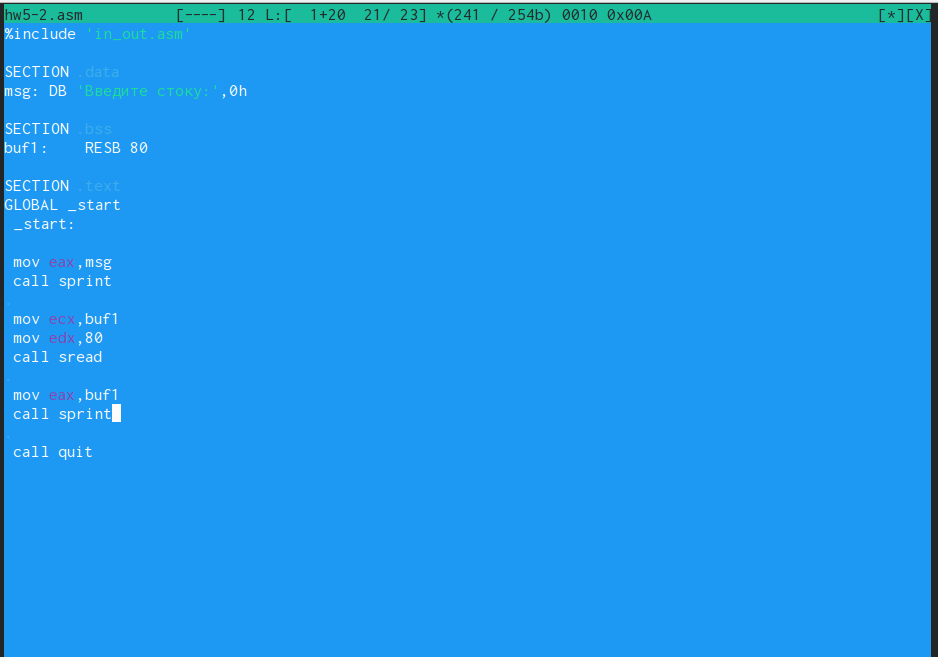 hw5-2.asm [----] 12 L:[ 1+20 21/ 23] *(241 / 254b) 0010 0x00A [*][X]
%include 'in_out.asm'
SECTION .data
msg: DB 'Введите стоку:',0h
SECTION .bss
buf1: RESB 80
SECTION .text
GLOBAL _start
_start:
mov eax,msg
call sprint
mov ecx,buf1
mov edx,80
call sread
mov eax,buf1
call sprint
call quit